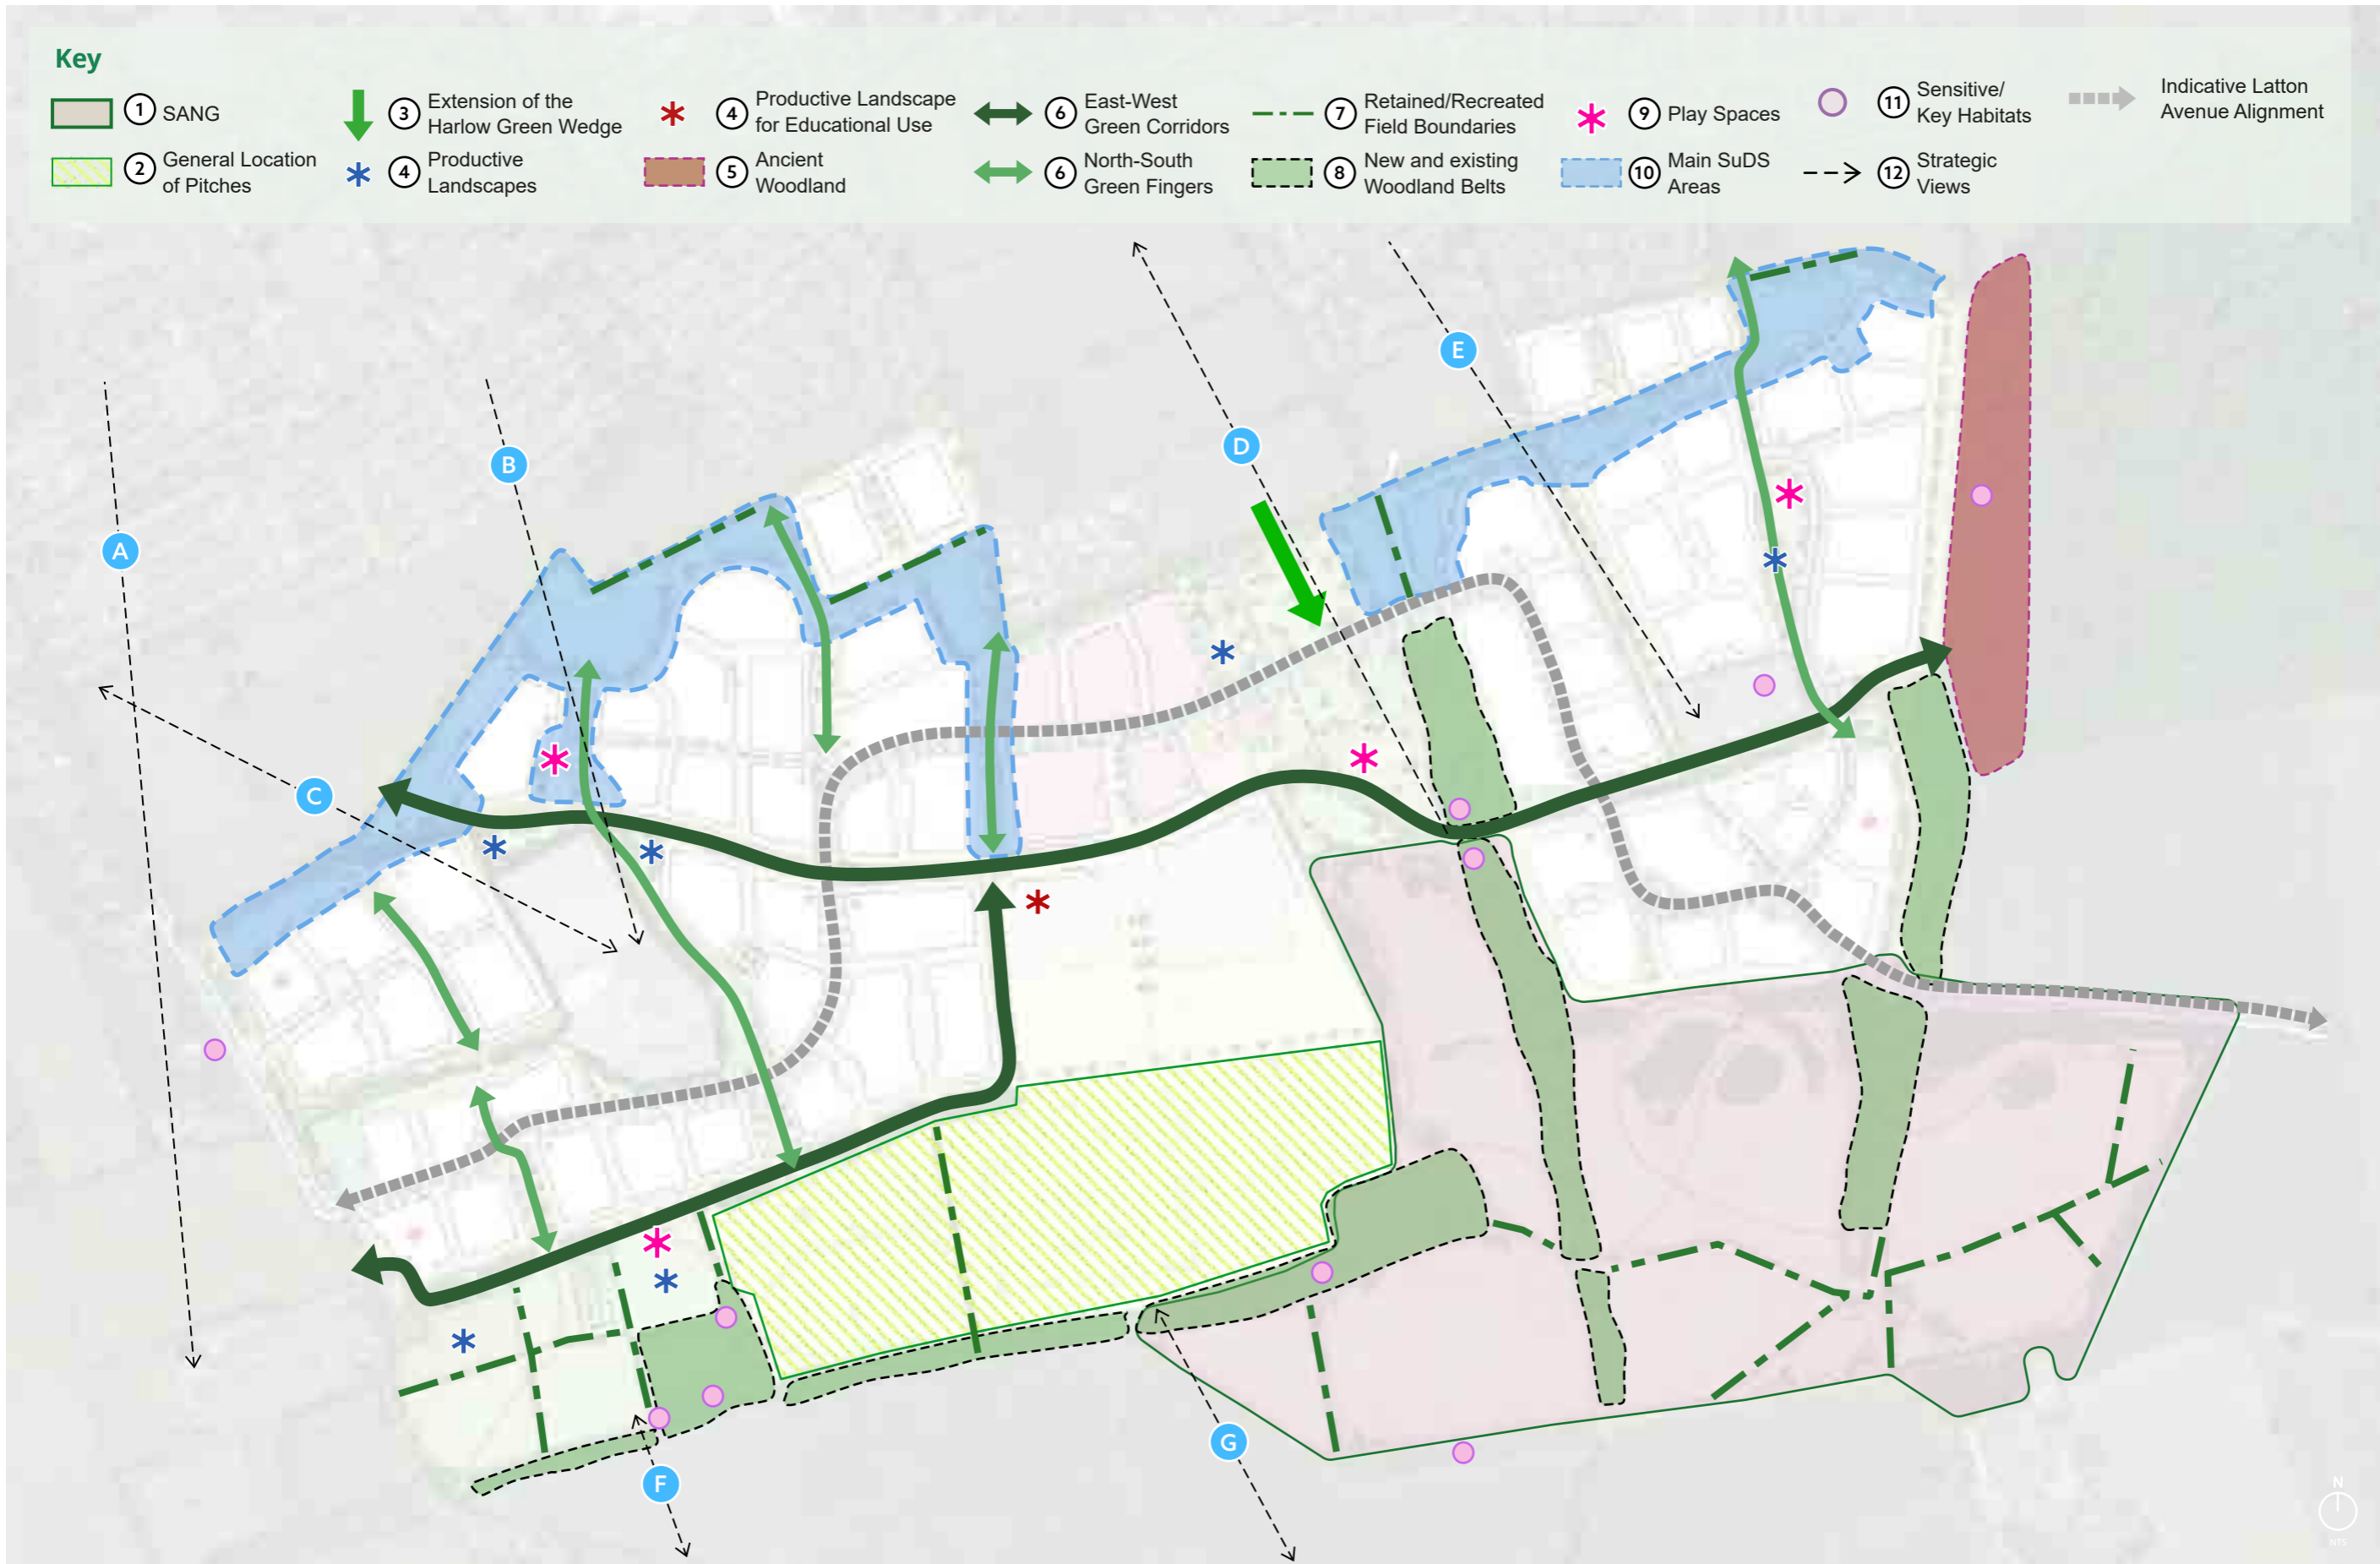 Key
1 SANG
2 General Location
of Pitches
3 Extension of the
Harlow Green Wedge
4 Productive
Landscapes
4 Productive Landscape
for Educational Use
5 Ancient
Woodland
6 East-West
Green Corridors
6 North-South
Green Fingers
7 Retained/Recreated
Field Boundaries
8 New and existing
Woodland Belts
9 Play Spaces
10 Main SuDS
Areas
11 Sensitive/
Key Habitats
12 Strategic
Views
Indicative Latton
Avenue Alignment
E
D
B
A
C
G
F
N
NTS